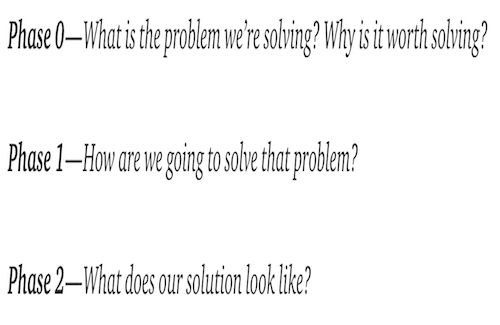 Phase 0—What is the problem we’re solving? Why is it worth solving?
Phase 1—How are we going to solve that problem?
Phase 2—What does our solution look like?